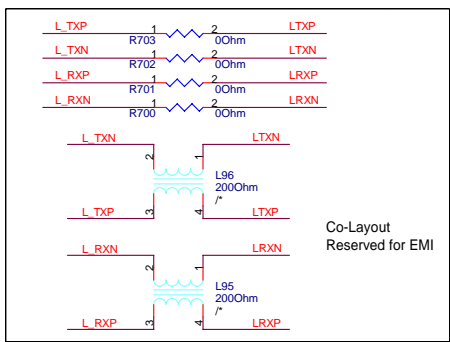 L_TXP 1 2 LTXP
R703 0Ohm
L_TXN 1 2 LTXN
R702 0Ohm
L_RXP 1 2 LRXP
R701 0Ohm
L_RXN 1 2 LRXN
R700 0Ohm
L_TXN LTXN
2 1
L96
200Ohm
/*
3 4
L_TXP LTXP
Co-Layout
Reserved for EMI
L_RXN LRXN
2 1
L95
200Ohm
/*
3 4
L_RXP LRXP